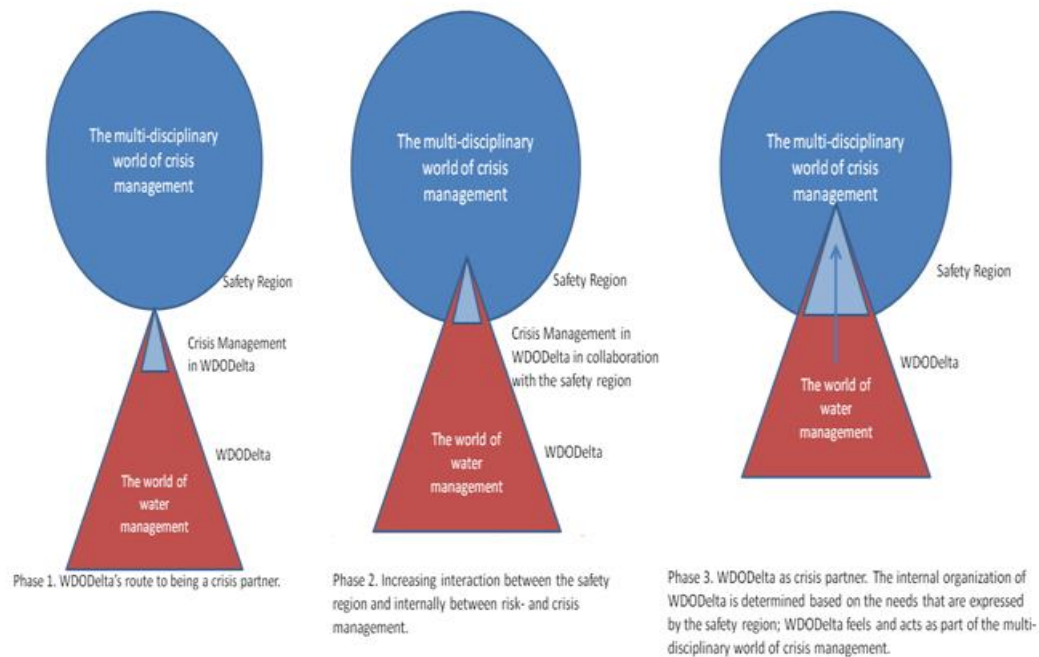 The multi-disciplinary
world of crisis
management
Safety Region
Crisis Management
in WDODelta
WDODelta
The world of
water
management
Phase 1. WDODelta's route to being a crisis partner.
The multi-disciplinary
world of crisis
management
Safety Region
Crisis Management in
WDODelta in collaboration
with the safety region
WDODelta
The world of
water
management
Phase 2. Increasing interaction between the safety
region and internally between risk- and crisis
management.
The multi-disciplinary
world of crisis
management
Safety Region
WDODelta
The world of
water
management
Phase 3. WDODelta as crisis partner. The internal organization of
WDODelta is determined based on the needs that are expressed
by the safety region; WDODelta feels and acts as part of the multi-
disciplinary world of crisis management.